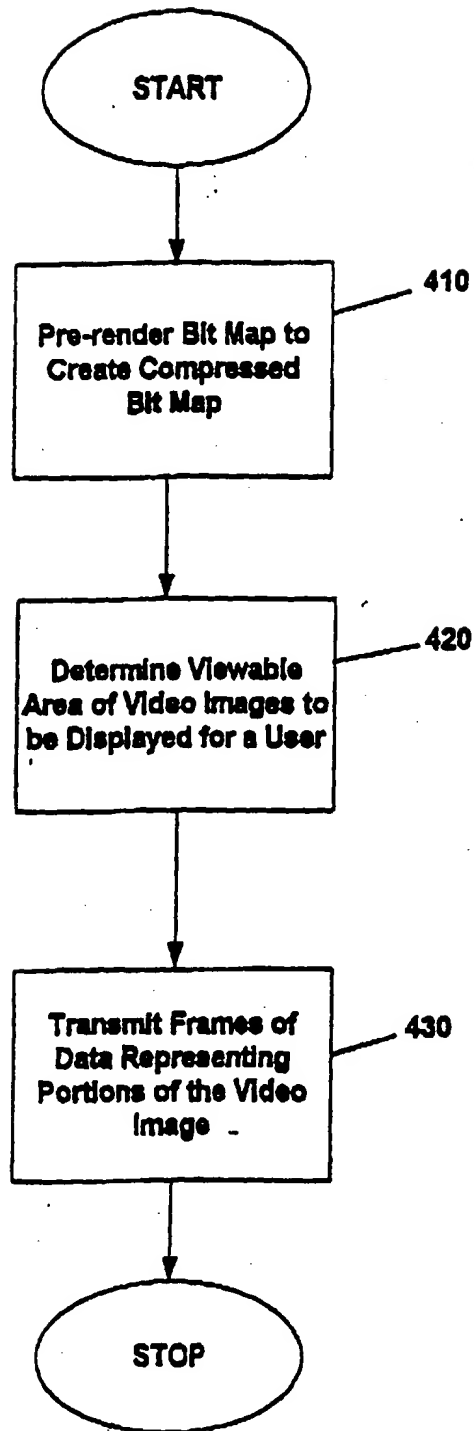 START
410
Pre-render Bit Map to
Create Compressed
Bit Map
420
Determine Viewable
Area of Video Images to
be Displayed for a User
430
Transmit Frames of
Data Representing
Portions of the Video
Image
STOP